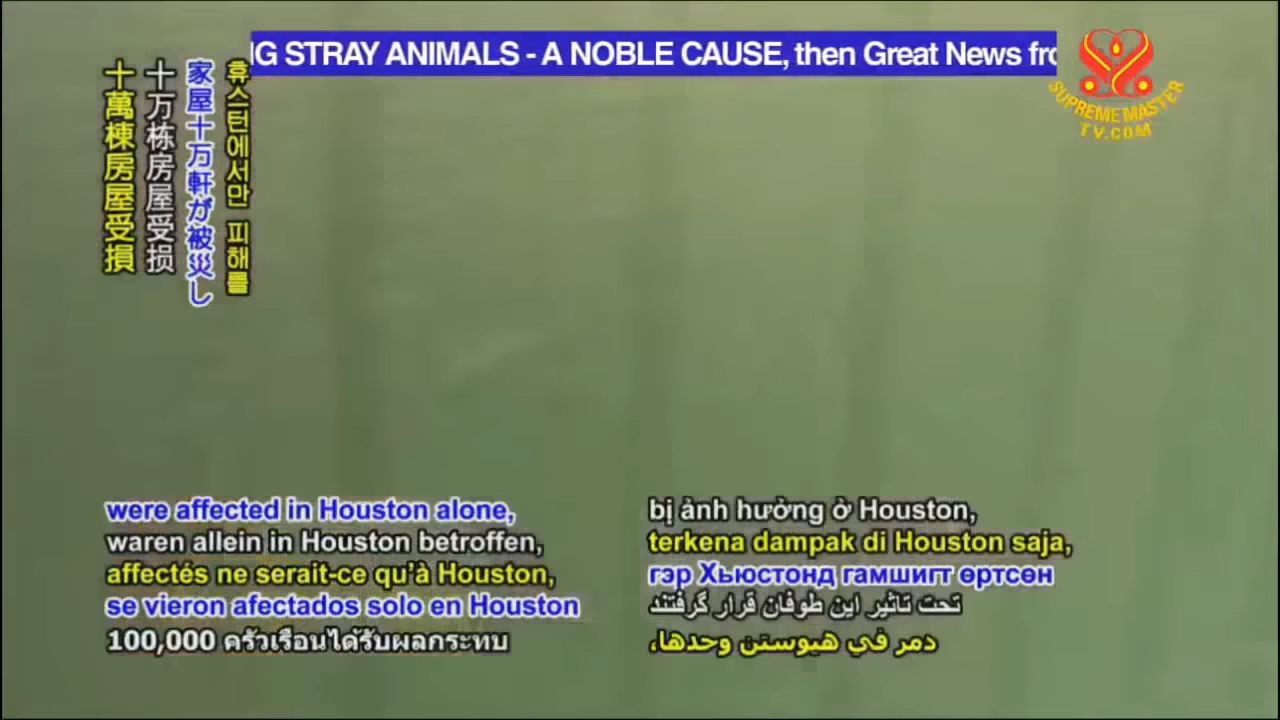 NG STRAY ANIMALS - A NOBLE CAUSE, then Great News fro
SUPREME MASTER
TV.COM
휴스턴에서만 피해를
家屋十万軒が被災し
十万栋房屋受损
十萬棟房屋受損
were affected in Houston alone,
waren allein in Houston betroffen,
affectés ne serait-ce qu'à Houston,
se vieron afectados solo en Houston
100,000 ครัวเรือนได้รับผลกระทบ
bị ảnh hưởng ở Houston,
terkena dampak di Houston saja,
гэр Хьюстонд гамшигт өртсөн
تحت تاثیر این طوفان قرار گرفتند
دمر في هيوستن وحدها،